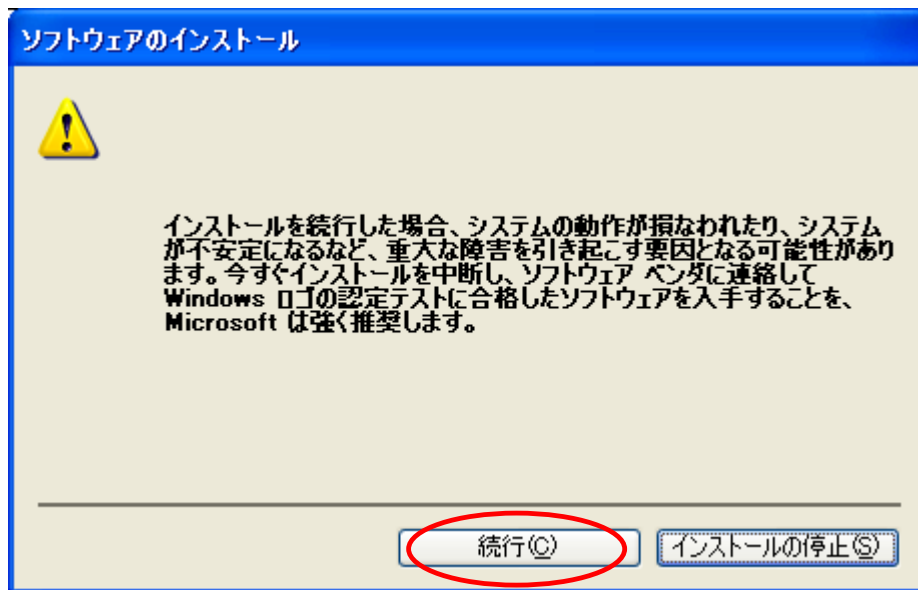 ソフトウェアのインストール
インストールを続行した場合、システムの動作が損なわれたり、システム
が不安定になるなど、重大な障害を引き起こす要因となる可能性があり
ます。今すぐインストールを中断し、ソフトウェア ベンダに連絡して
Windows ロゴの認定テストに合格したソフトウェアを入手することを、
Microsoft は強く推奨します。
続行(C) インストールの停止(S)